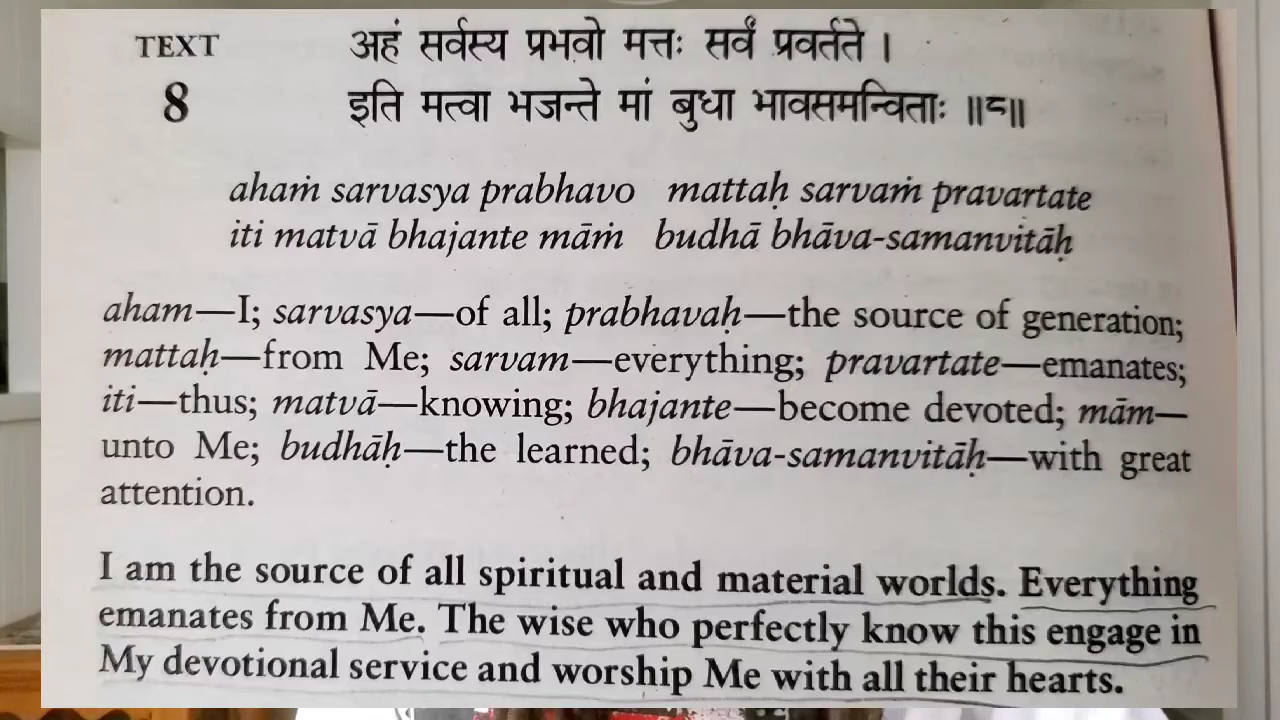 TEXT
8
अहं सर्वस्य प्रभवो मत्तः सर्वं प्रवर्तते ।
इति मत्वा भजन्ते मां बुधा भावसमन्विताः ॥८॥
ahaṁ sarvasya prabhavo mattaḥ sarvaṁ pravartate
iti matvā bhajante māṁ budhā bhāva-samanvitāḥ
aham—I; sarvasya—of all; prabhavaḥ—the source of generation;
mattaḥ—from Me; sarvam—everything; pravartate—emanates;
iti—thus; matvā—knowing; bhajante—become devoted; mām—
unto Me; budhāḥ—the learned; bhāva-samanvitāḥ—with great
attention.
I am the source of all spiritual and material worlds. Everything
emanates from Me. The wise who perfectly know this engage in
My devotional service and worship Me with all their hearts.